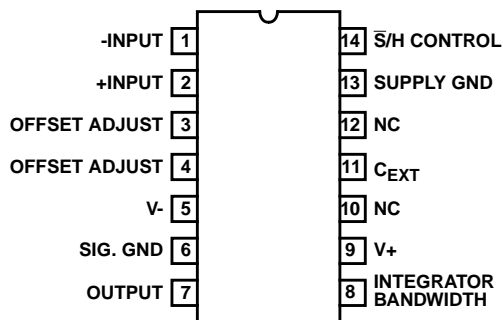 -INPUT 1 14 S̅/H CONTROL
+INPUT 2 13 SUPPLY GND
OFFSET ADJUST 3 12 NC
OFFSET ADJUST 4 11 CEXT
V- 5 10 NC
SIG. GND 6 9 V+
OUTPUT 7 8 INTEGRATOR
BANDWIDTH